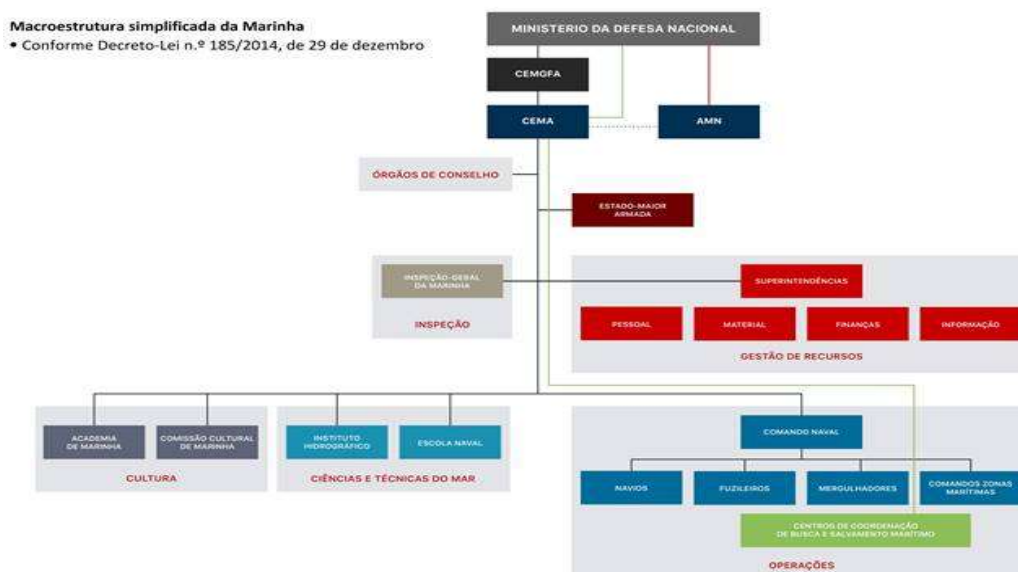 Macroestrutura simplificada da Marinha
• Conforme Decreto-Lei n.º 185/2014, de 29 de dezembro
MINISTERIO DA DEFESA NACIONAL
CEMGFA
CEMA
AMN
ÓRGÃOS DE CONSELHO
ESTADO-MAIOR
ARMADA
INSPEÇÃO-GERAL
DA MARINHA
INSPEÇÃO
SUPERINTENDÊNCIAS
PESSOAL
MATERIAL
FINANÇAS
INFORMAÇÃO
GESTÃO DE RECURSOS
ACADEMIA
DE MARINHA
COMISSÃO CULTURAL
DE MARINHA
CULTURA
INSTITUTO
HIDROGRÁFICO
ESCOLA NAVAL
CIÊNCIAS E TÉCNICAS DO MAR
COMANDO NAVAL
NAVIOS
FUZILEIROS
MERGULHADORES
COMANDOS ZONAS
MARÍTIMAS
CENTROS DE COORDENAÇÃO
DE BUSCA E SALVAMENTO MARÍTIMO
OPERAÇÕES